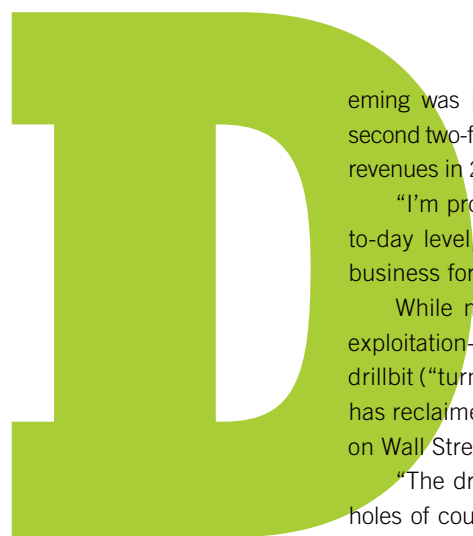 D
eming was
second two-f
revenues in 2
“I’m pro
to-day level
business for
While n
exploitation-
drillbit (“turn
has reclaime
on Wall Stre
“The dr
holes of cou